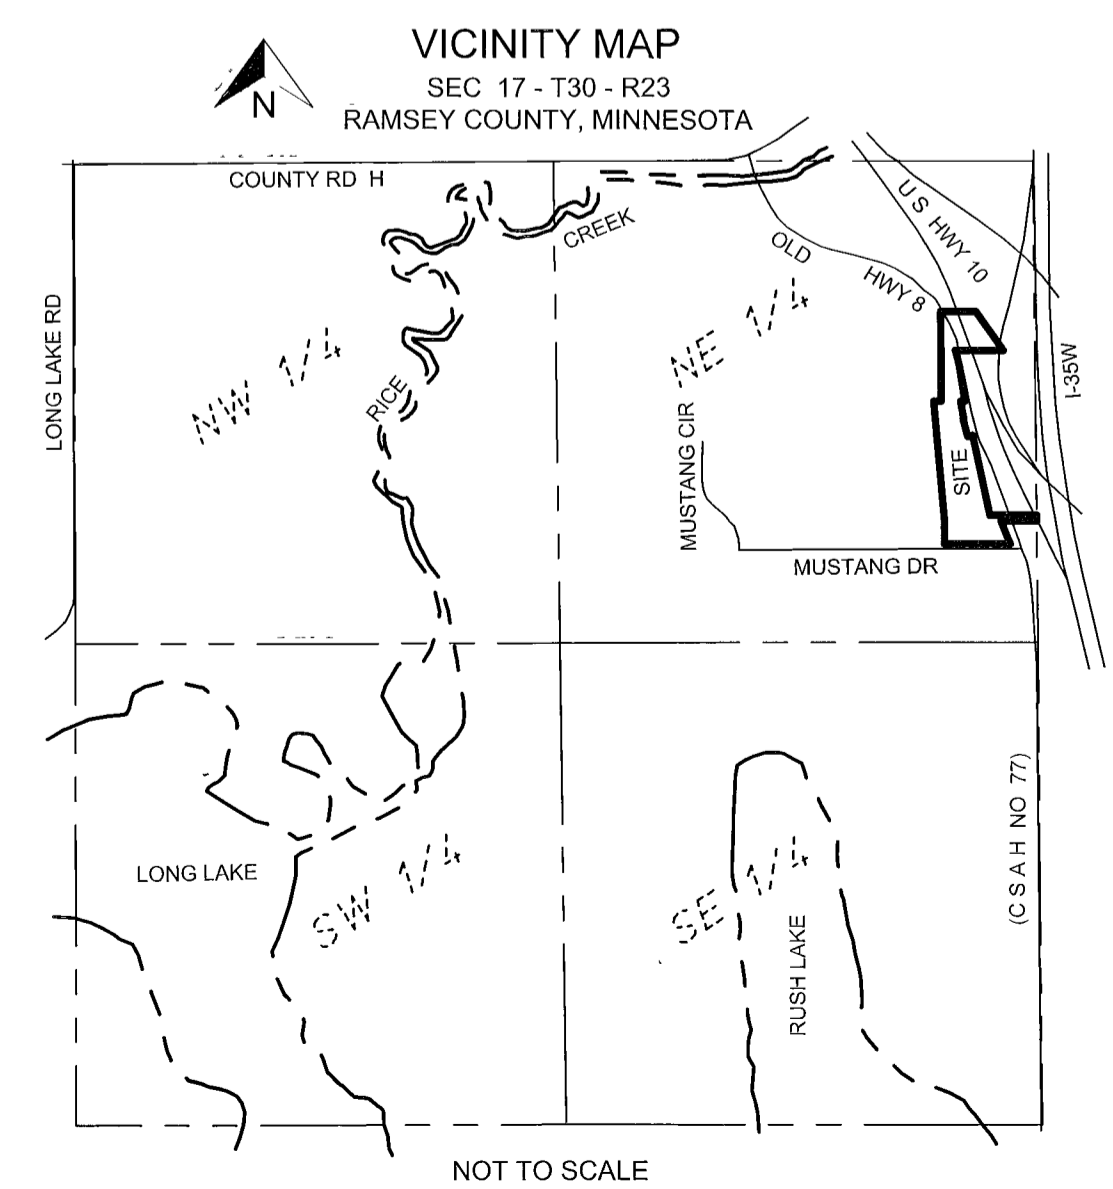 VICINITY MAP
SEC 17 - T30 - R23
RAMSEY COUNTY, MINNESOTA
N
COUNTY RD H
CREEK
OLD
HWY 8
US HWY 10
I-35W
LONG LAKE RD
NW 1/4
NE 1/4
RICE
MUSTANG CIR
SITE
MUSTANG DR
LONG LAKE
SW 1/4
SE 1/4
RUSH LAKE
(C S A H NO 77)
NOT TO SCALE